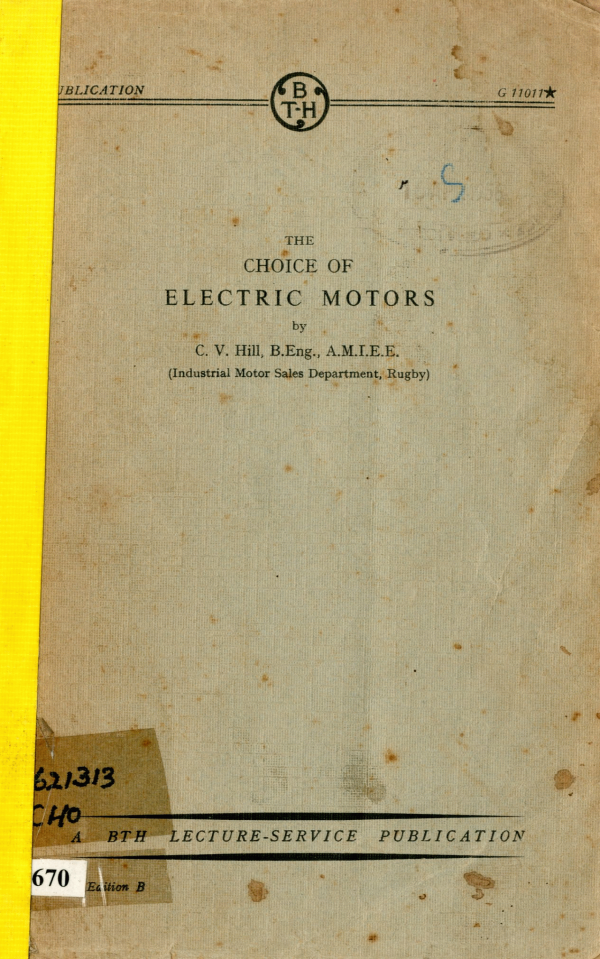 UBLICATION
B
T-H
G 11011★
THE
CHOICE OF
ELECTRIC MOTORS
by
C. V. Hill, B.Eng., A.M.I.E.E.
(Industrial Motor Sales Department, Rugby)
621313
CHO
A BTH LECTURE-SERVICE PUBLICATION
670
Edition B